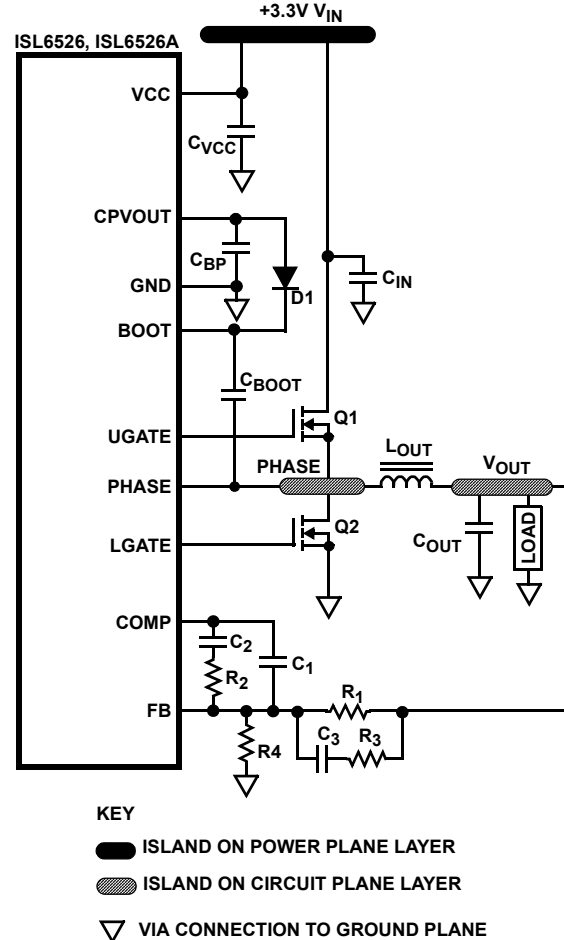 +3.3V VIN
ISL6526, ISL6526A
VCC
CVCC
CPVOUT
CBP
GND
D1
CIN
BOOT
CBOOT
Q1
UGATE
LOUT
PHASE
PHASE
VOUT
Q2
LGATE
COUT
LOAD
COMP
C2
C1
R2
R1
FB
C3
R3
R4
KEY
ISLAND ON POWER PLANE LAYER
ISLAND ON CIRCUIT PLANE LAYER
VIA CONNECTION TO GROUND PLANE